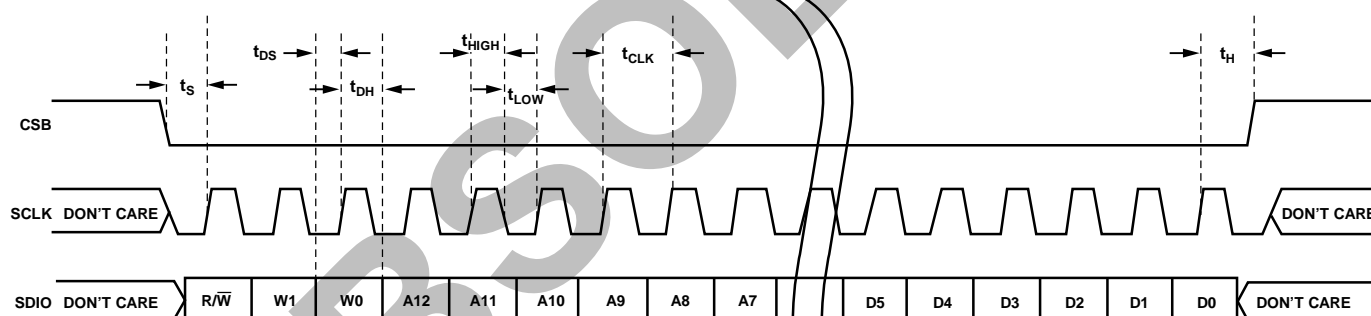 tDS
tHIGH
tCLK
tH
tS
tDH
tLOW
CSB
SCLK DON'T CARE
DON'T CARE
SDIO DON'T CARE
R/W̅ W1 W0 A12 A11 A10 A9 A8 A7 D5 D4 D3 D2 D1 D0
DON'T CARE